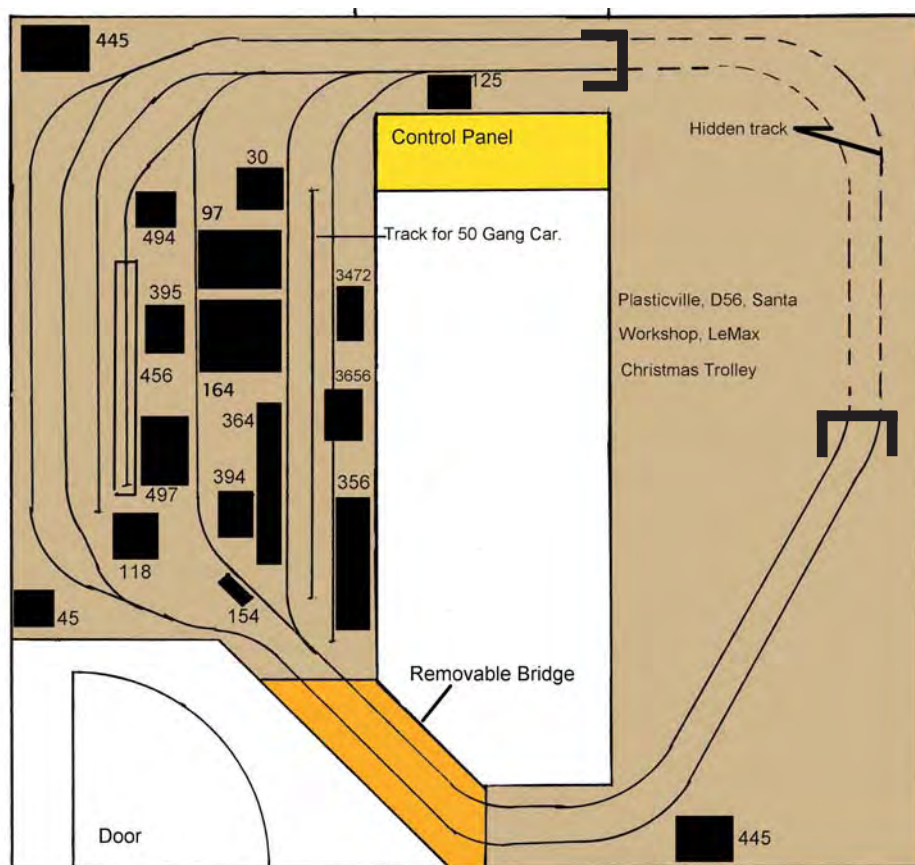 445
125
Control Panel
Hidden track
30
97
494
Track for 50 Gang Car.
3472
395
Plasticville, D56, Santa
Workshop, LeMax
Christmas Trolley
456
3656
164
364
394
356
497
118
154
45
Removable Bridge
Door
445